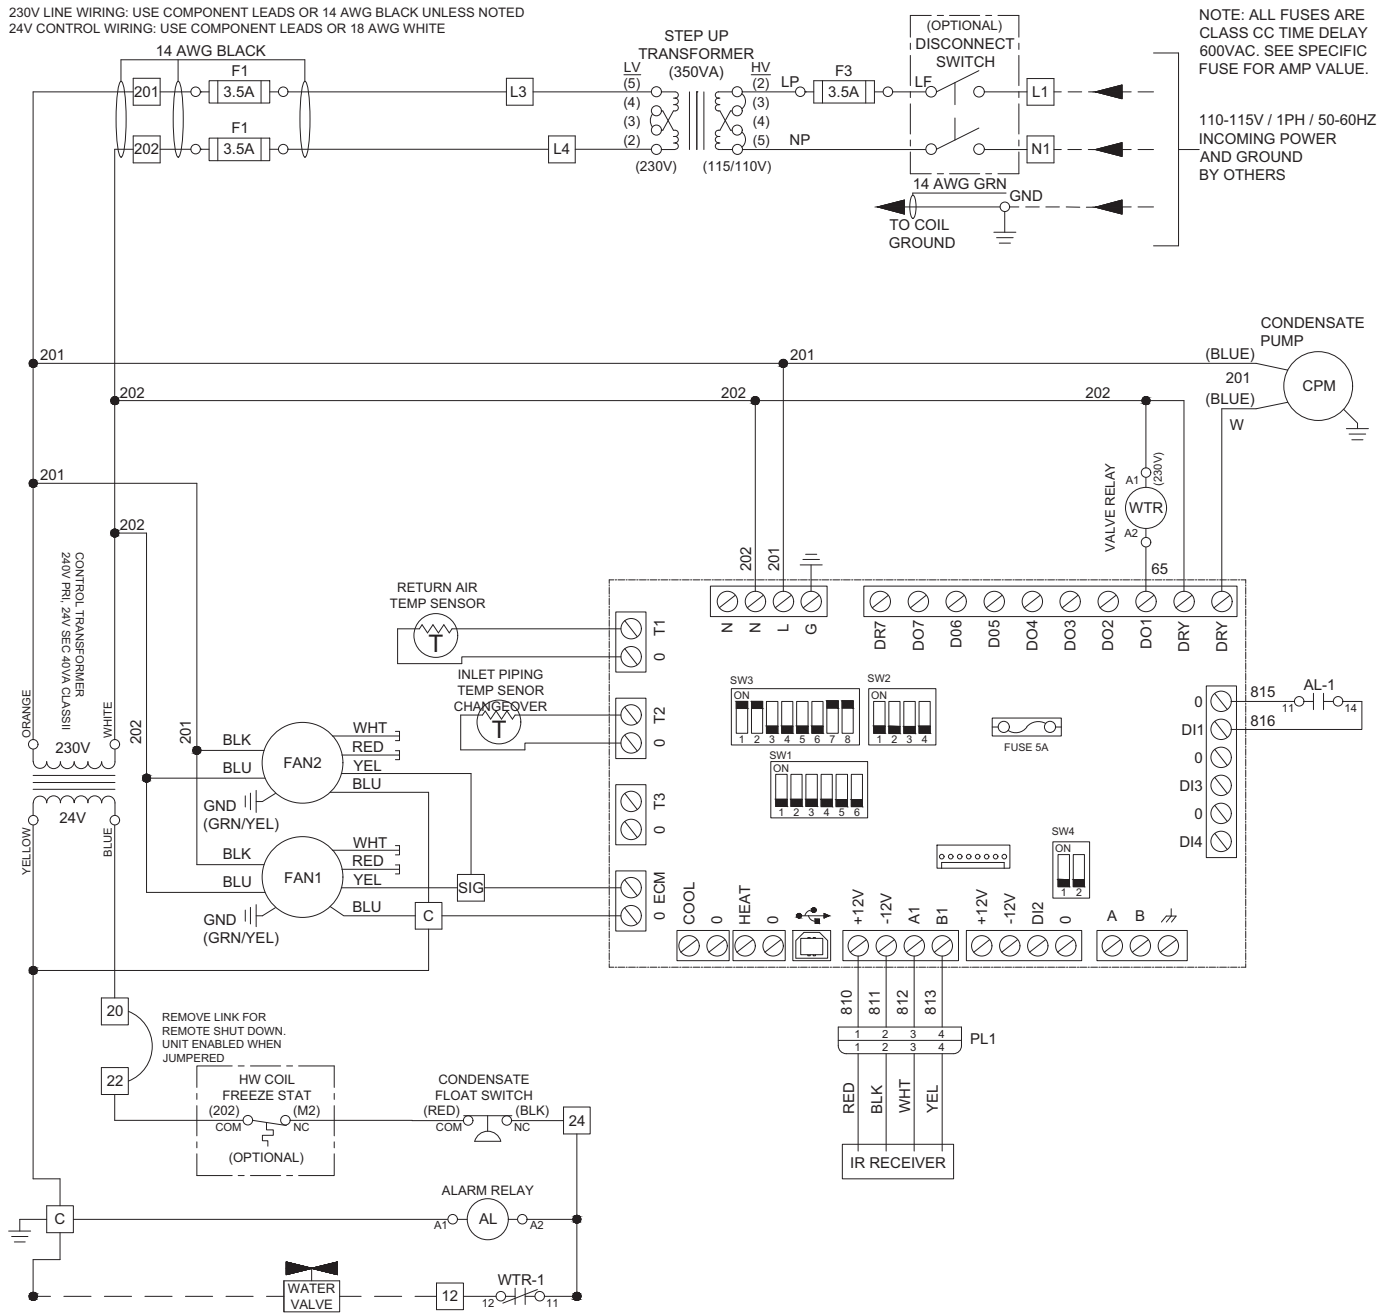 230V LINE WIRING: USE COMPONENT LEADS OR 14 AWG BLACK UNLESS NOTED
24V CONTROL WIRING: USE COMPONENT LEADS OR 18 AWG WHITE
14 AWG BLACK
201
F1
3.5A
L3
202
F1
3.5A
L4
STEP UP
TRANSFORMER
(350VA)
LV
(5)
(4)
(3)
(2)
(230V)
HV
(2)
(3)
(4)
(5)
(115/110V)
LP
F3
3.5A
NP
(OPTIONAL)
DISCONNECT
SWITCH
LF
L1
N1
14 AWG GRN
GND
TO COIL
GROUND
NOTE: ALL FUSES ARE
CLASS CC TIME DELAY
600VAC. SEE SPECIFIC
FUSE FOR AMP VALUE.
110-115V / 1PH / 50-60HZ
INCOMING POWER
AND GROUND
BY OTHERS
CONDENSATE
PUMP
201
201
(BLUE)
201
CPM
202
202
202
(BLUE)
W
201
202
VALVE RELAY
A1
(230V)
WTR
A2
65
202
201
CONTROL TRANSFORMER
240V PRI, 24V SEC 40VA CLASSII
ORANGE
WHITE
202
201
230V
24V
YELLOW
BLUE
RETURN AIR
TEMP SENSOR
T
INLET PIPING
TEMP SENOR
CHANGEOVER
T
BLK
BLU
GND
(GRN/YEL)
FAN2
WHT
RED
YEL
BLU
BLK
BLU
GND
(GRN/YEL)
FAN1
WHT
RED
YEL
BLU
SIG
C
T1
0
T2
0
T3
0
ECM
0
N
N
L
G
DR7
DO7
D06
D05
DO4
DO3
DO2
DO1
DRY
DRY
SW3
ON
1 2 3 4 5 6 7 8
SW2
ON
1 2 3 4
SW1
ON
1 2 3 4 5 6
FUSE 5A
SW4
ON
1 2
0
DI1
0
DI3
0
DI4
815
816
AL-1
11
14
COOL
0
HEAT
0
+12V
-12V
A1
B1
+12V
-12V
DI2
0
A
B
810
811
812
813
1 2 3 4
1 2 3 4
PL1
RED
BLK
WHT
YEL
IR RECEIVER
20
22
REMOVE LINK FOR
REMOTE SHUT DOWN.
UNIT ENABLED WHEN
JUMPERED
HW COIL
FREEZE STAT
(202)
(M2)
COM
NC
(OPTIONAL)
CONDENSATE
FLOAT SWITCH
(RED)
(BLK)
COM
NC
24
ALARM RELAY
C
A1
AL
A2
WATER
VALVE
12
WTR-1
12
11